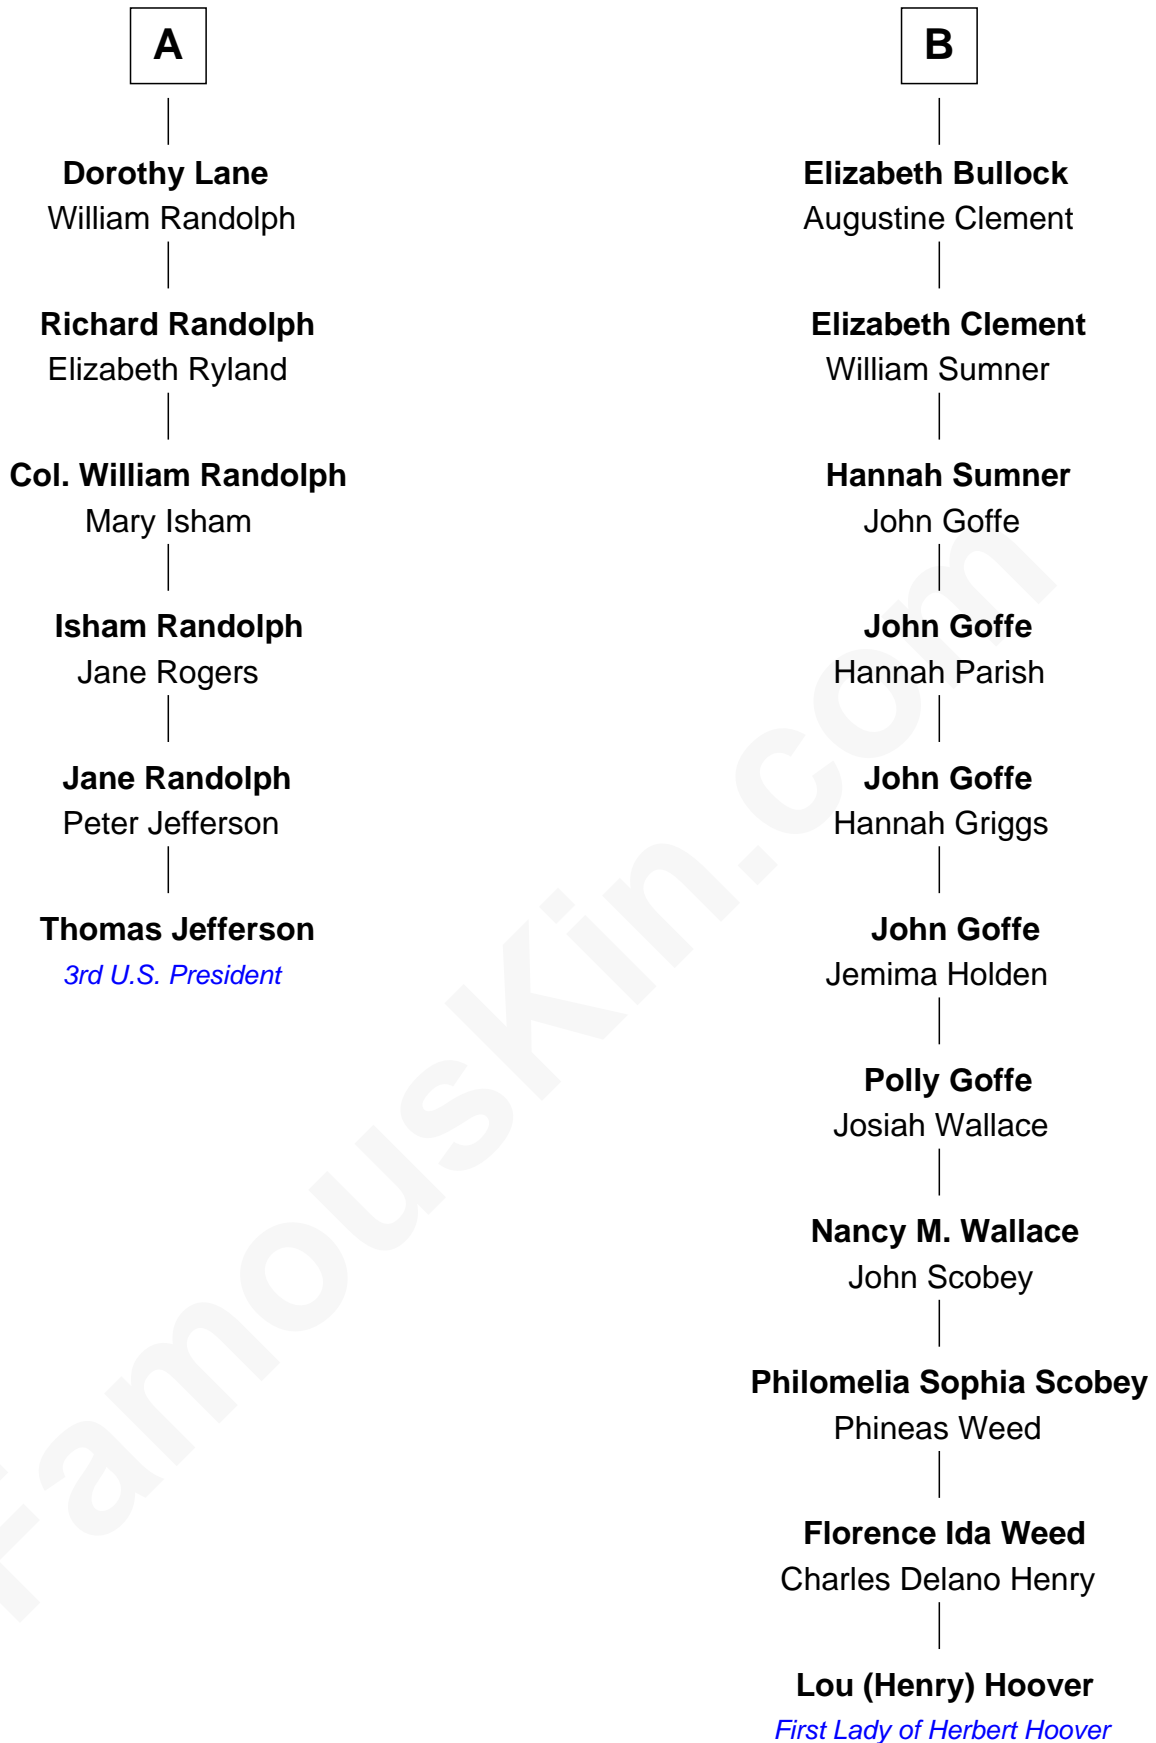 A
Dorothy Lane
William Randolph
Richard Randolph
Elizabeth Ryland
Col. William Randolph
Mary Isham
Isham Randolph
Jane Rogers
Jane Randolph
Peter Jefferson
Thomas Jefferson
3rd U.S. President
B
Elizabeth Bullock
Augustine Clement
Elizabeth Clement
William Sumner
Hannah Sumner
John Goffe
John Goffe
Hannah Parish
John Goffe
Hannah Griggs
John Goffe
Jemima Holden
Polly Goffe
Josiah Wallace
Nancy M. Wallace
John Scobey
Philomelia Sophia Scobey
Phineas Weed
Florence Ida Weed
Charles Delano Henry
Lou (Henry) Hoover
First Lady of Herbert Hoover
FamousKin.com